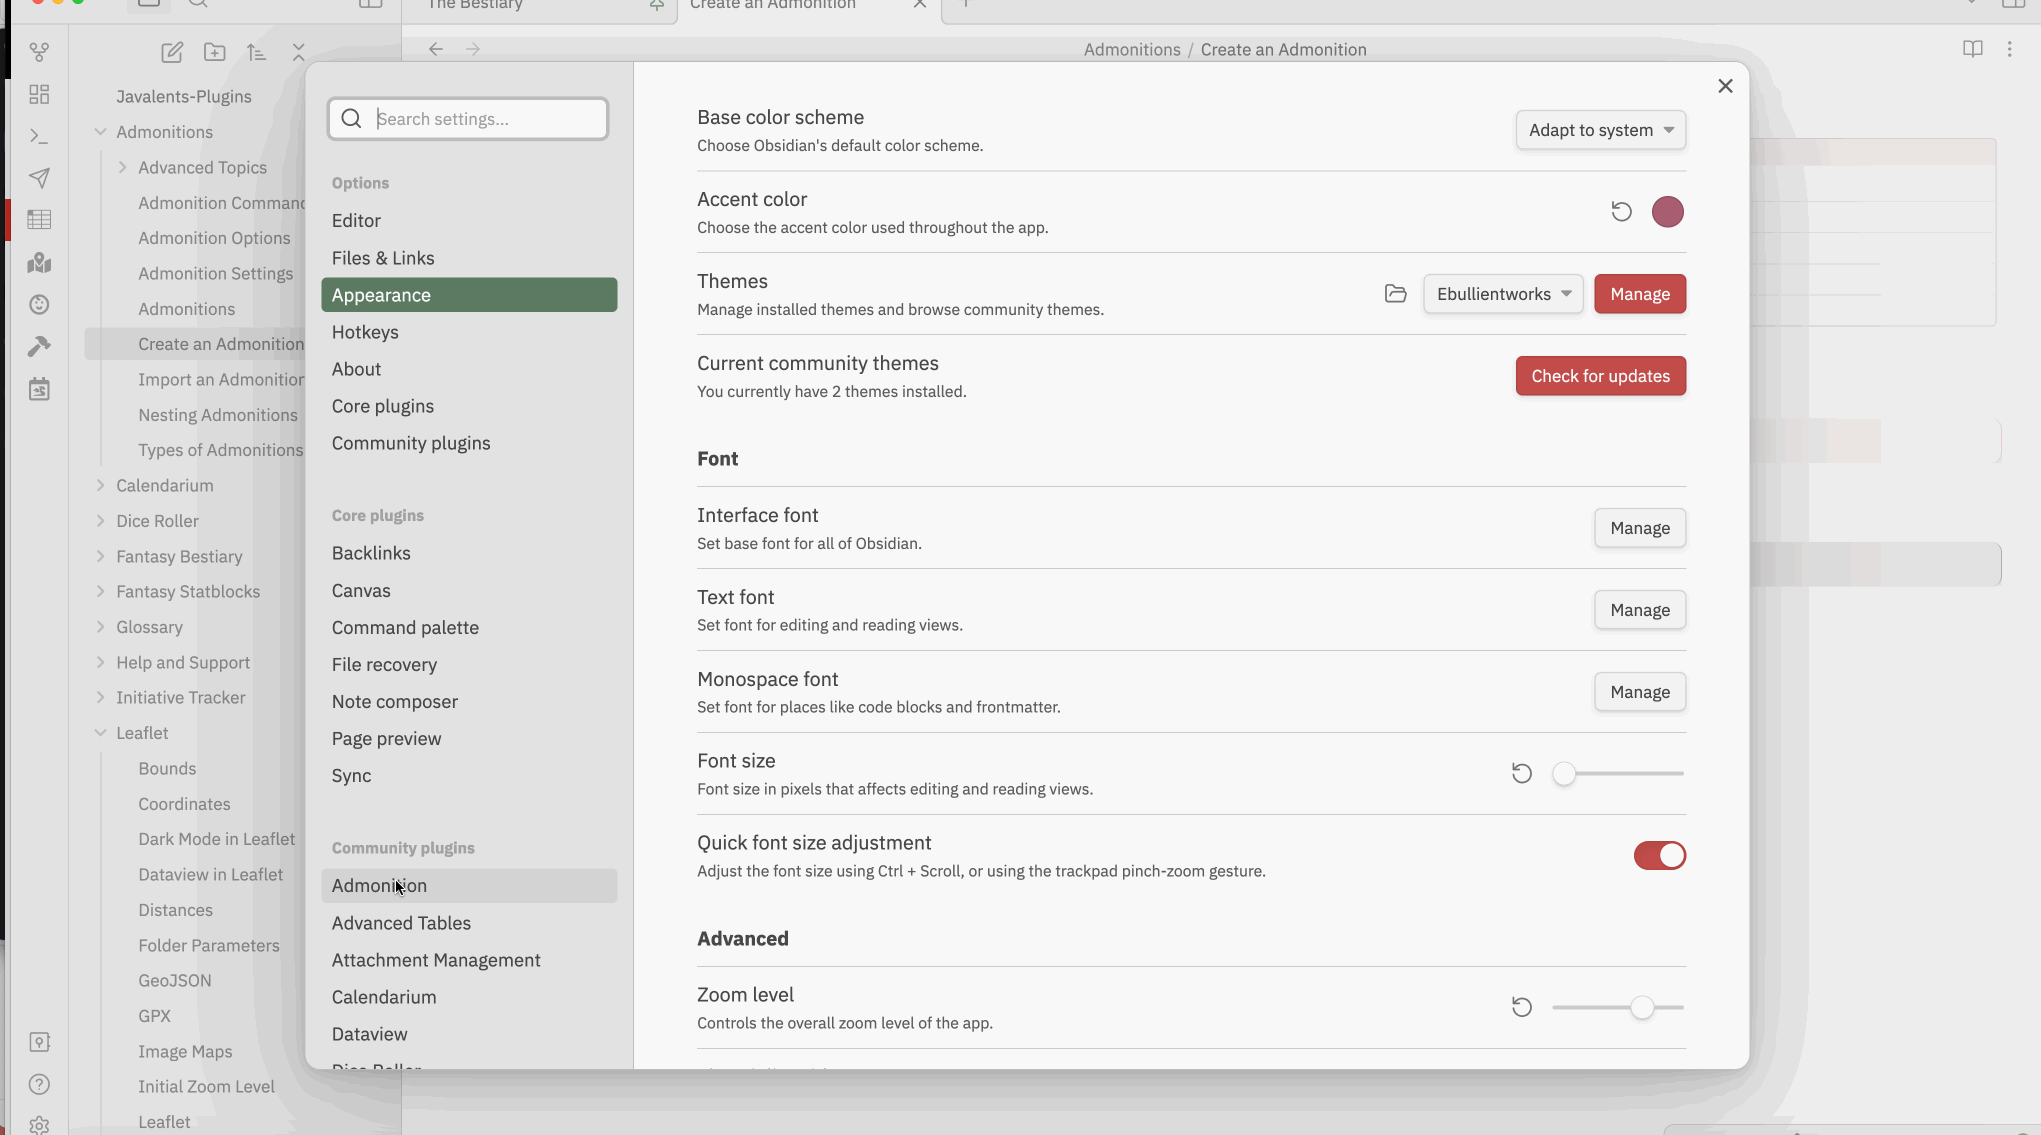 The Bestiary
Create an Admonition
Admonitions / Create an Admonition
Javalents-Plugins
Admonitions
Advanced Topics
Admonition Command
Admonition Options
Admonition Settings
Admonitions
Create an Admonition
Import an Admonition
Nesting Admonitions
Types of Admonitions
Calendarium
Dice Roller
Fantasy Bestiary
Fantasy Statblocks
Glossary
Help and Support
Initiative Tracker
Leaflet
Bounds
Coordinates
Dark Mode in Leaflet
Dataview in Leaflet
Distances
Folder Parameters
GeoJSON
GPX
Image Maps
Initial Zoom Level
Leaflet
Search settings...
Options
Editor
Files & Links
Appearance
Hotkeys
About
Core plugins
Community plugins
Core plugins
Backlinks
Canvas
Command palette
File recovery
Note composer
Page preview
Sync
Community plugins
Admonition
Advanced Tables
Attachment Management
Calendarium
Dataview
Dice Roller
Base color scheme
Choose Obsidian's default color scheme.
Adapt to system
Accent color
Choose the accent color used throughout the app.
Themes
Manage installed themes and browse community themes.
Ebullientworks
Manage
Current community themes
You currently have 2 themes installed.
Check for updates
Font
Interface font
Set base font for all of Obsidian.
Manage
Text font
Set font for editing and reading views.
Manage
Monospace font
Set font for places like code blocks and frontmatter.
Manage
Font size
Font size in pixels that affects editing and reading views.
Quick font size adjustment
Adjust the font size using Ctrl + Scroll, or using the trackpad pinch-zoom gesture.
Advanced
Zoom level
Controls the overall zoom level of the app.